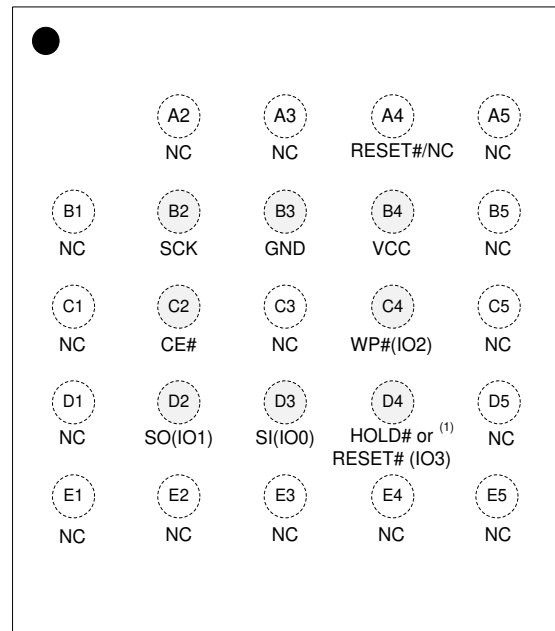 A2 A3 A4 A5
NC NC RESET#/NC NC
B1 B2 B3 B4 B5
NC SCK GND VCC NC
C1 C2 C3 C4 C5
NC CE# NC WP#(IO2) NC
D1 D2 D3 D4 D5
NC SO(IO1) SI(IO0) HOLD# or (1) NC
RESET# (IO3)
E1 E2 E3 E4 E5
NC NC NC NC NC